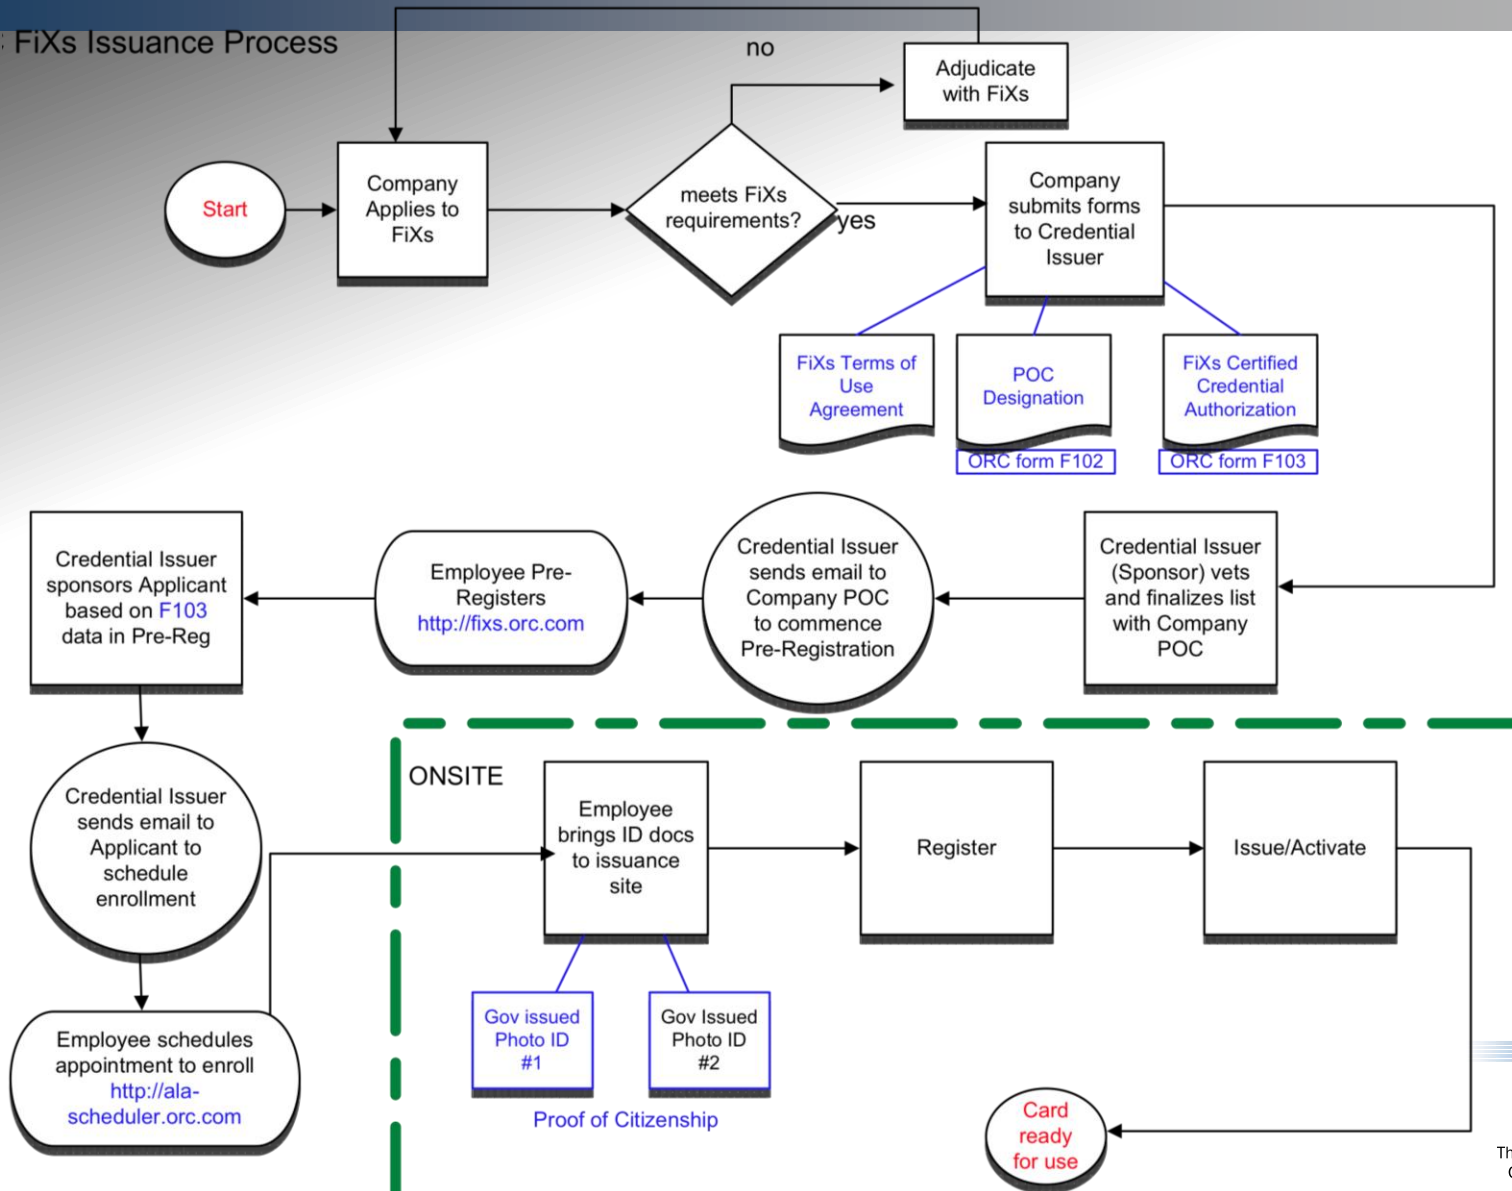 FiXs Issuance Process
no
Adjudicate
with FiXs
Start
Company
Applies to
FiXs
meets FiXs
requirements?
yes
Company
submits forms
to Credential
Issuer
FiXs Terms of
Use
Agreement
POC
Designation
FiXs Certified
Credential
Authorization
ORC form F102
ORC form F103
Credential Issuer
sponsors Applicant
based on F103
data in Pre-Reg
Employee Pre-
Registers
http://fixs.orc.com
Credential Issuer
sends email to
Company POC
to commence
Pre-Registration
Credential Issuer
(Sponsor) vets
and finalizes list
with Company
POC
Credential Issuer
sends email to
Applicant to
schedule
enrollment
ONSITE
Employee
brings ID docs
to issuance
site
Register
Issue/Activate
Employee schedules
appointment to enroll
http://ala-
scheduler.orc.com
Gov issued
Photo ID
#1
Gov Issued
Photo ID
#2
Proof of Citizenship
Card
ready
for use